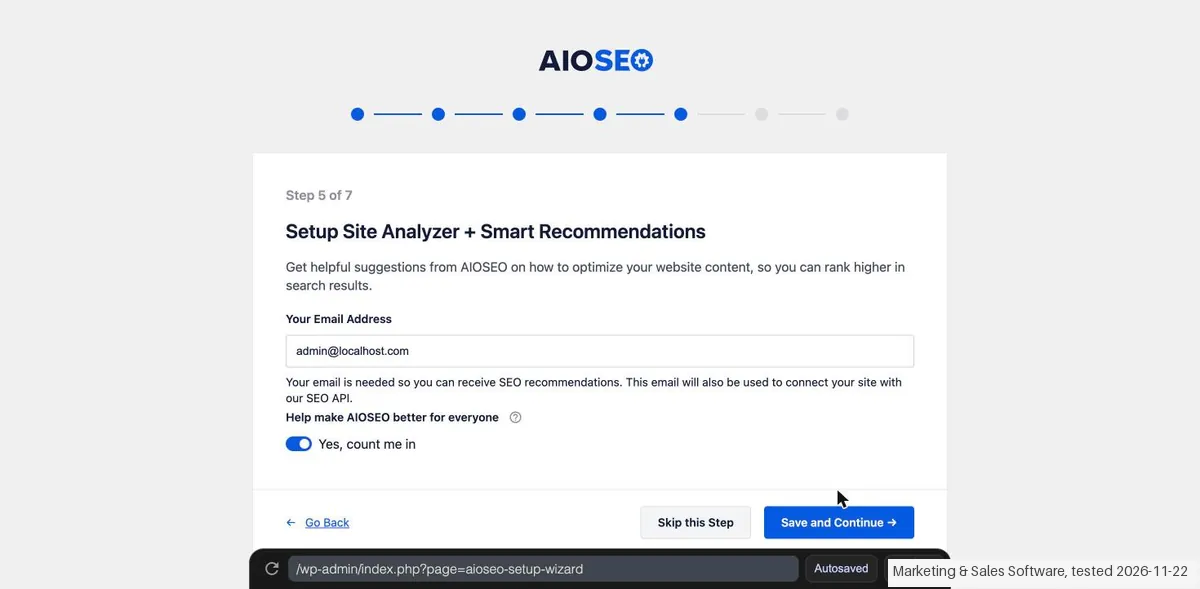 AIOSEO
Step 5 of 7
Setup Site Analyzer + Smart Recommendations
Get helpful suggestions from AIOSEO on how to optimize your website content, so you can rank higher in
search results.
Your Email Address
admin@localhost.com
Your email is needed so you can receive SEO recommendations. This email will also be used to connect your site with
our SEO API.
Help make AIOSEO better for everyone ?
Yes, count me in
← Go Back
Skip this Step
Save and Continue →
/wp-admin/index.php?page=aioseo-setup-wizard
Autosaved
Marketing & Sales Software, tested 2026-11-22